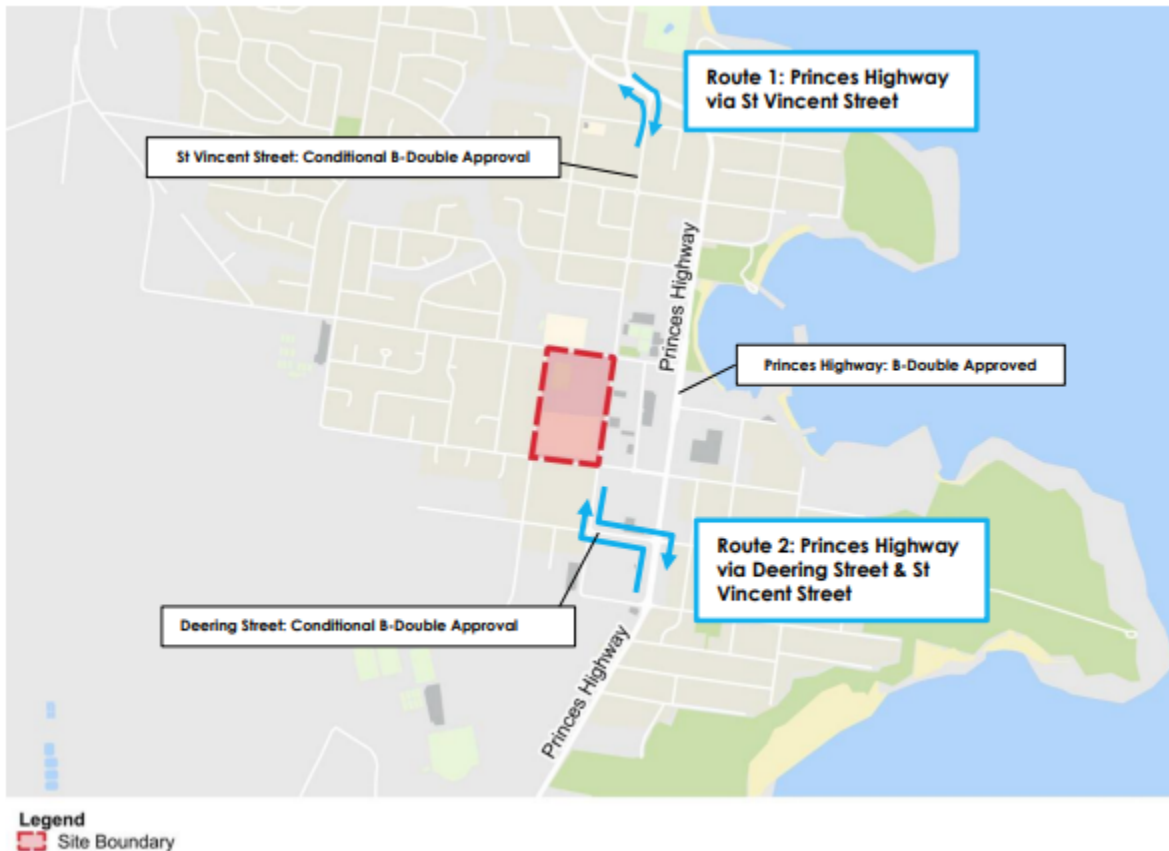 Route 1: Princes Highway
via St Vincent Street
St Vincent Street: Conditional B-Double Approval
Princes Highway
Princes Highway: B-Double Approved
Route 2: Princes Highway
via Deering Street & St
Vincent Street
Deering Street: Conditional B-Double Approval
Princes Highway
Legend
Site Boundary